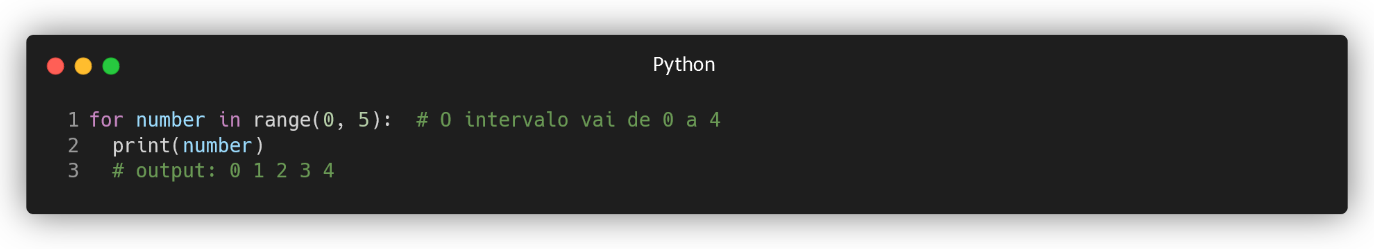 Python
1 for number in range(0, 5):  # O intervalo vai de 0 a 4
2   print(number)
3   # output: 0 1 2 3 4